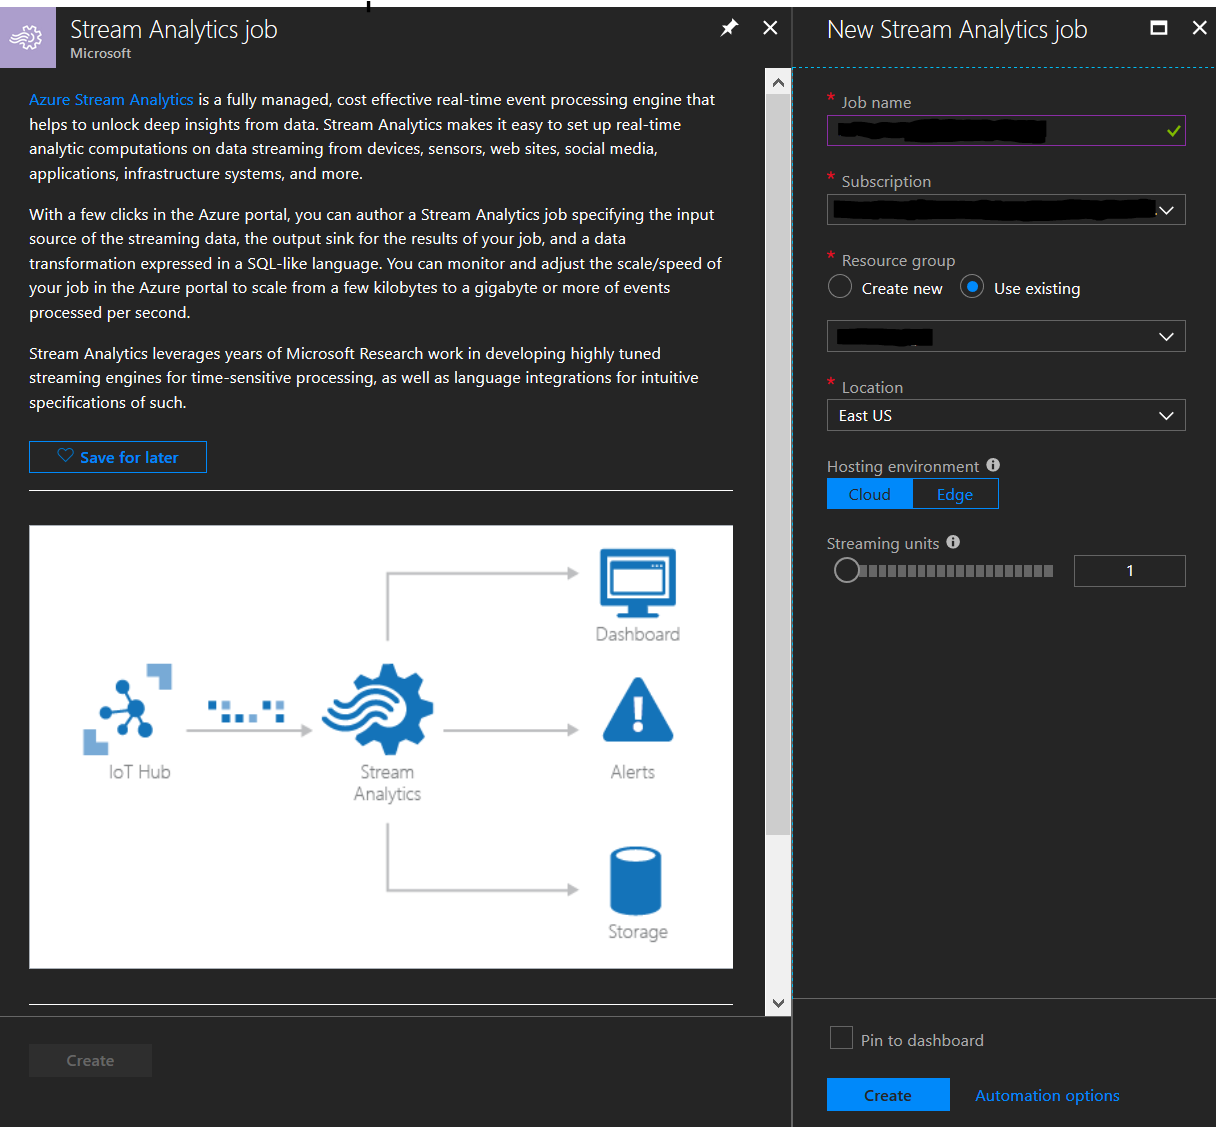 Stream Analytics job
Microsoft
Azure Stream Analytics is a fully managed, cost effective real-time event processing engine that
helps to unlock deep insights from data. Stream Analytics makes it easy to set up real-time
analytic computations on data streaming from devices, sensors, web sites, social media,
applications, infrastructure systems, and more.
With a few clicks in the Azure portal, you can author a Stream Analytics job specifying the input
source of the streaming data, the output sink for the results of your job, and a data
transformation expressed in a SQL-like language. You can monitor and adjust the scale/speed of
your job in the Azure portal to scale from a few kilobytes to a gigabyte or more of events
processed per second.
Stream Analytics leverages years of Microsoft Research work in developing highly tuned
streaming engines for time-sensitive processing, as well as language integrations for intuitive
specifications of such.
Save for later
Dashboard
IoT Hub
Stream
Analytics
Alerts
Storage
Create
New Stream Analytics job
* Job name
* Subscription
* Resource group
Create new Use existing
* Location
East US
Hosting environment
Cloud Edge
Streaming units
1
Pin to dashboard
Create Automation options